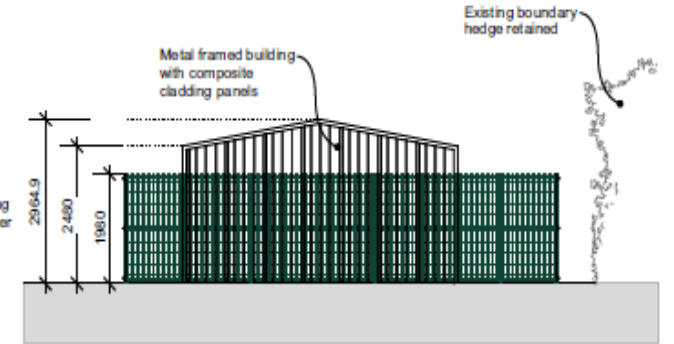 Existing boundary
hedge retained
Metal framed building
with composite
cladding panels
2964.9
2480
1980